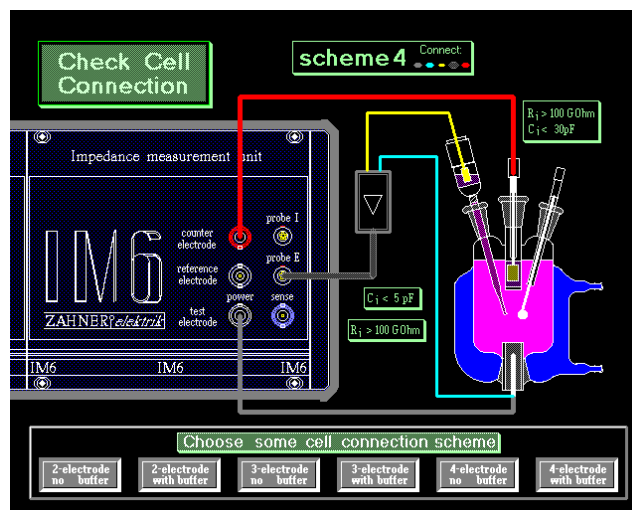 Check Cell
Connection
scheme4 Connect:
Ri > 100 GOhm
Ci < 30pF
Impedance measurement unit
IM6
ZAHNER elektrik
counter
electrode
probe I
reference
electrode
probe E
power
sense
test
electrode
Ci < 5 pF
Ri > 100 GOhm
IM6 IM6 IM6
Choose some cell connection scheme
2-electrode
no buffer
2-electrode
with buffer
3-electrode
no buffer
3-electrode
with buffer
4-electrode
no buffer
4-electrode
with buffer